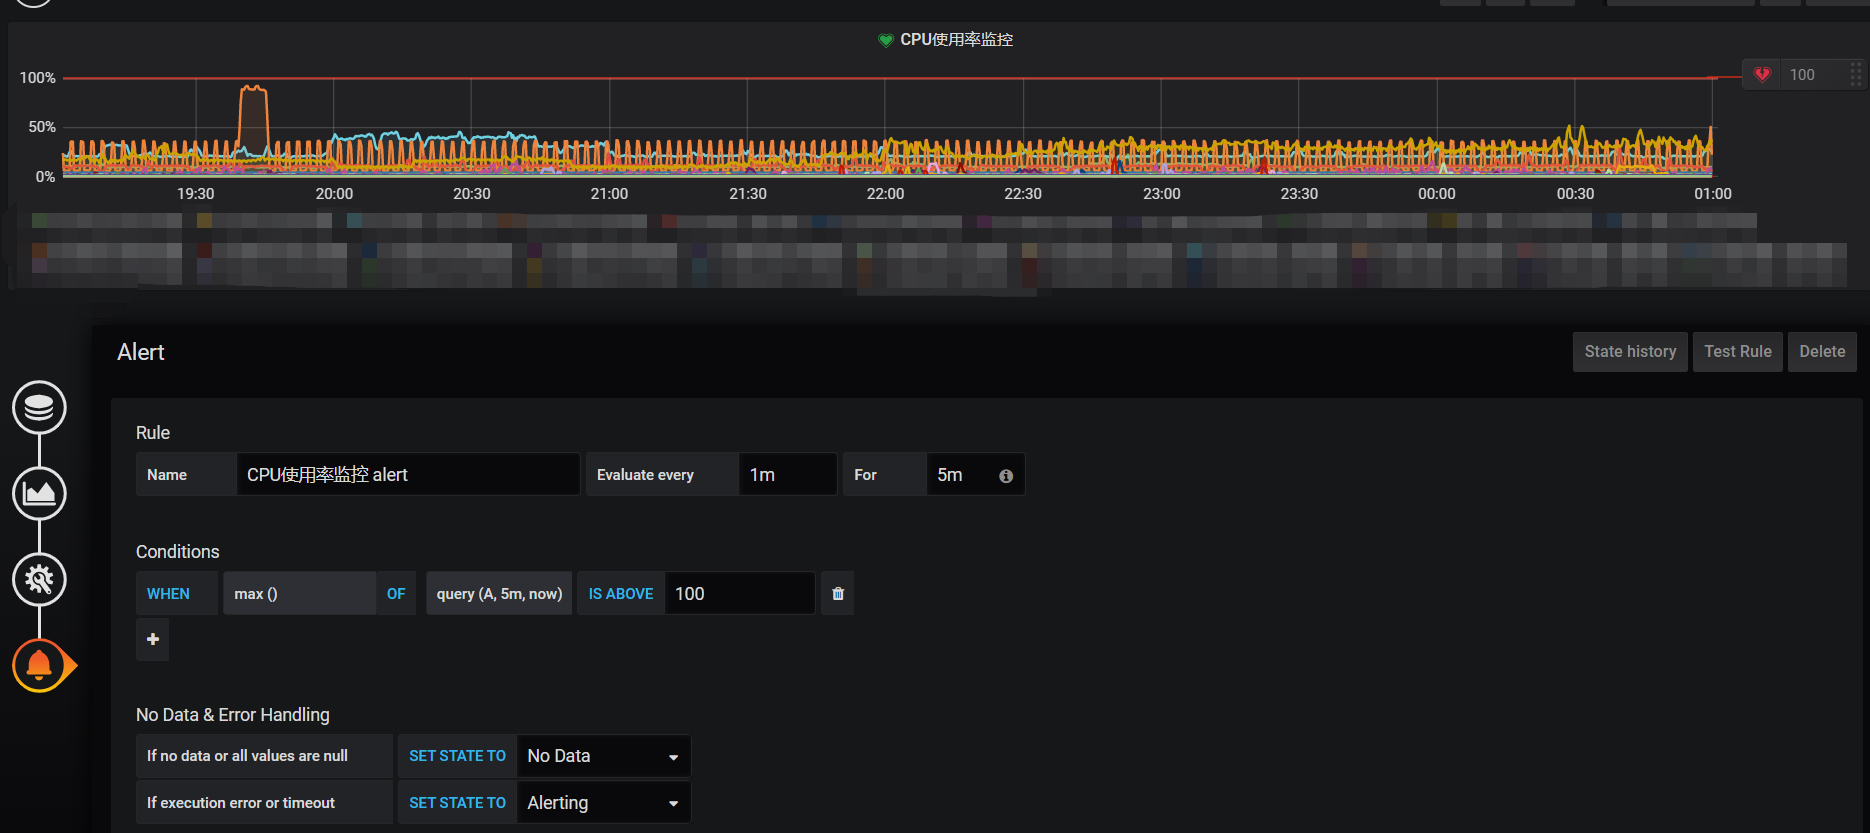 CPU使用率监控
100%
100
50%
0%
19:30 20:00 20:30 21:00 21:30 22:00 22:30 23:00 23:30 00:00 00:30 01:00
Alert
State history Test Rule Delete
Rule
Name CPU使用率监控 alert Evaluate every 1m For 5m
Conditions
WHEN max () OF query (A, 5m, now) IS ABOVE 100
No Data & Error Handling
If no data or all values are null SET STATE TO No Data
If execution error or timeout SET STATE TO Alerting